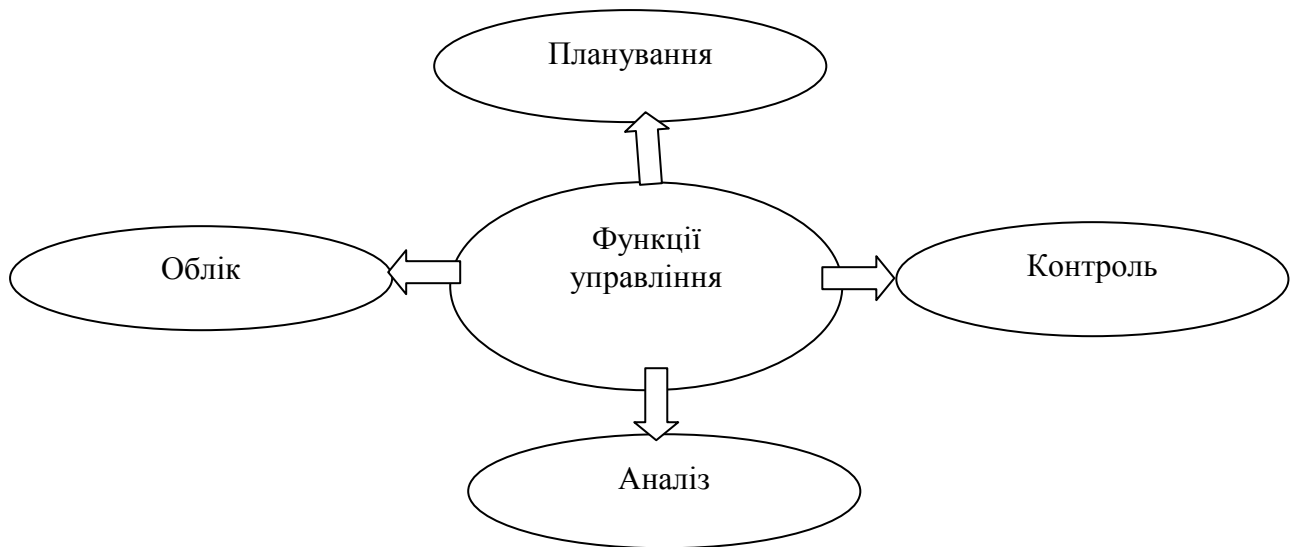 Планування
Функції
управління
Облік
Контроль
Аналіз